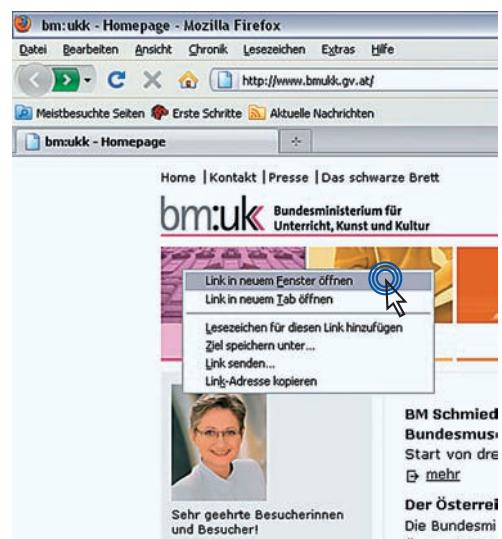 bm:ukk - Homepage - Mozilla Firefox
Datei Bearbeiten Ansicht Chronik Lesezeichen Extras Hilfe
http://www.bmukk.gv.at/
Meistbesuchte Seiten Erste Schritte Aktuelle Nachrichten
bm:ukk - Homepage
Home | Kontakt | Presse | Das schwarze Brett
bm:uk Bundesministerium für
Unterricht, Kunst und Kultur
Link in neuem Fenster öffnen
Link in neuem Tab öffnen
Lesezeichen für diesen Link hinzufügen
Ziel speichern unter...
Link senden...
Link-Adresse kopieren
BM Schmied
Bundesmus
Start von dre
mehr
Sehr geehrte Besucherinnen
und Besucher!
Der Österrei
Die Bundesmi